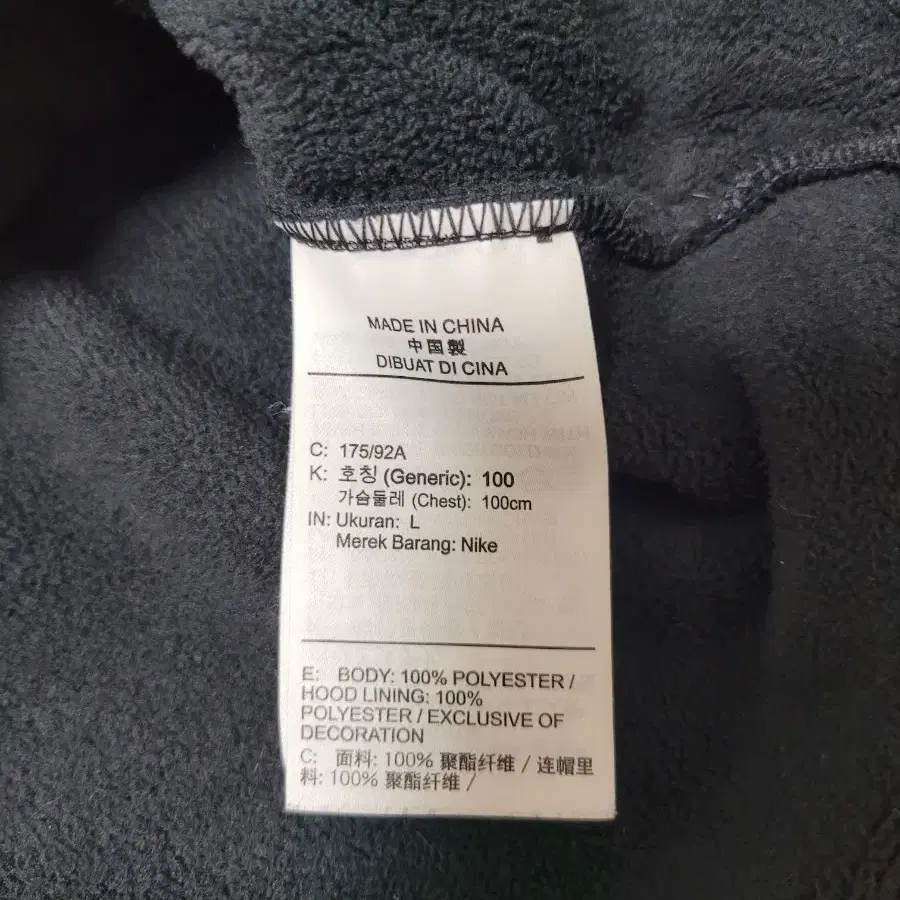 MADE IN CHINA
中国製
DIBUAT DI CINA
C: 175/92A
K: 호칭 (Generic): 100
가슴둘레 (Chest): 100cm
IN: Ukuran: L
Merek Barang: Nike
E: BODY: 100% POLYESTER /
HOOD LINING: 100%
POLYESTER / EXCLUSIVE OF
DECORATION
C: 面料: 100% 聚酯纤维 / 连帽里
料: 100% 聚酯纤维 /